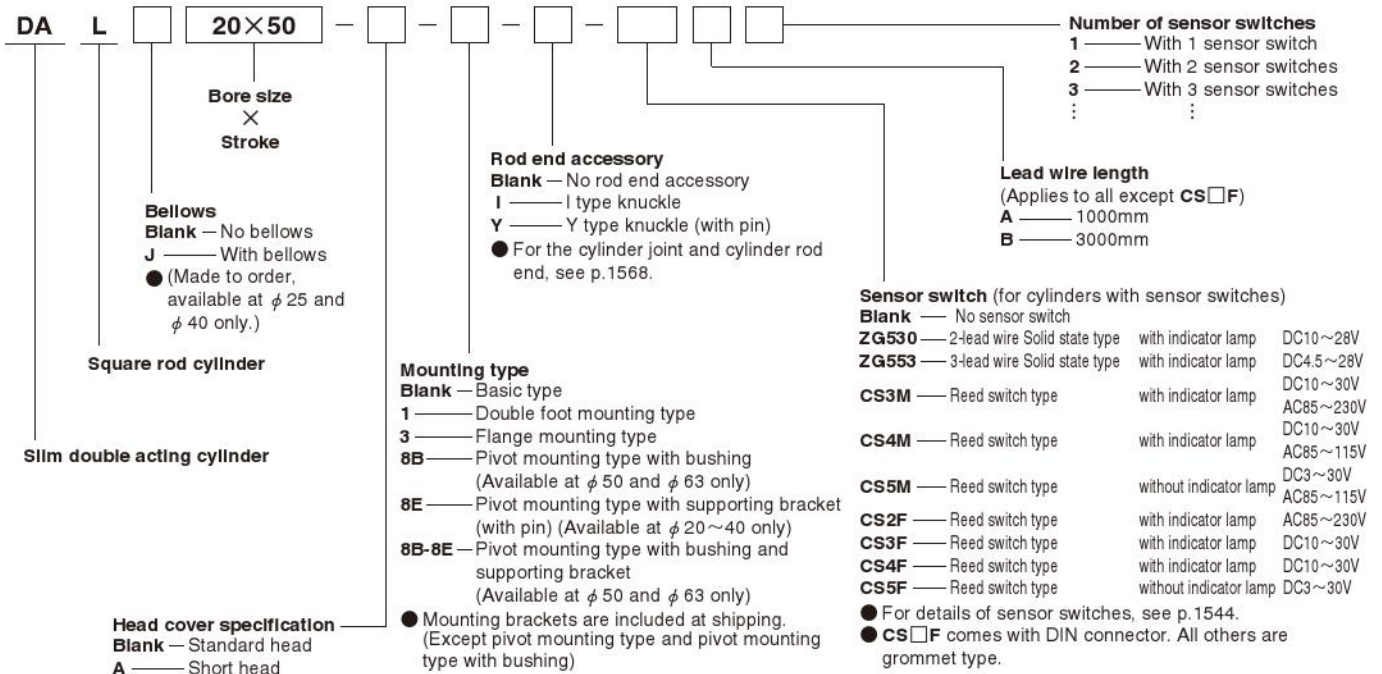 DA L □ 20×50 − □ − □ − □ − □ □ □
Bore size
×
Stroke
Bellows
Blank — No bellows
J — With bellows
● (Made to order,
available at φ 25 and
φ 40 only.)
Square rod cylinder
Slim double acting cylinder
Head cover specification
Blank — Standard head
A — Short head
Mounting type
Blank — Basic type
1 — Double foot mounting type
3 — Flange mounting type
8B — Pivot mounting type with bushing
(Available at φ 50 and φ 63 only)
8E — Pivot mounting type with supporting bracket
(with pin) (Available at φ 20~40 only)
8B-8E — Pivot mounting type with bushing and
supporting bracket
(Available at φ 50 and φ 63 only)
● Mounting brackets are included at shipping.
(Except pivot mounting type and pivot mounting
type with bushing)
Rod end accessory
Blank — No rod end accessory
I — I type knuckle
Y — Y type knuckle (with pin)
● For the cylinder joint and cylinder rod
end, see p.1568.
Number of sensor switches
1 — With 1 sensor switch
2 — With 2 sensor switches
3 — With 3 sensor switches
⋮ ⋮
Lead wire length
(Applies to all except CS□F)
A — 1000mm
B — 3000mm
Sensor switch (for cylinders with sensor switches)
Blank — No sensor switch
ZG530 — 2-lead wire Solid state type with indicator lamp DC10~28V
ZG553 — 3-lead wire Solid state type with indicator lamp DC4.5~28V
CS3M — Reed switch type with indicator lamp DC10~30V
AC85~230V
CS4M — Reed switch type with indicator lamp DC10~30V
AC85~115V
CS5M — Reed switch type without indicator lamp DC3~30V
AC85~115V
CS2F — Reed switch type with indicator lamp AC85~230V
CS3F — Reed switch type with indicator lamp DC10~30V
CS4F — Reed switch type with indicator lamp DC10~30V
CS5F — Reed switch type without indicator lamp DC3~30V
● For details of sensor switches, see p.1544.
● CS□F comes with DIN connector. All others are
grommet type.